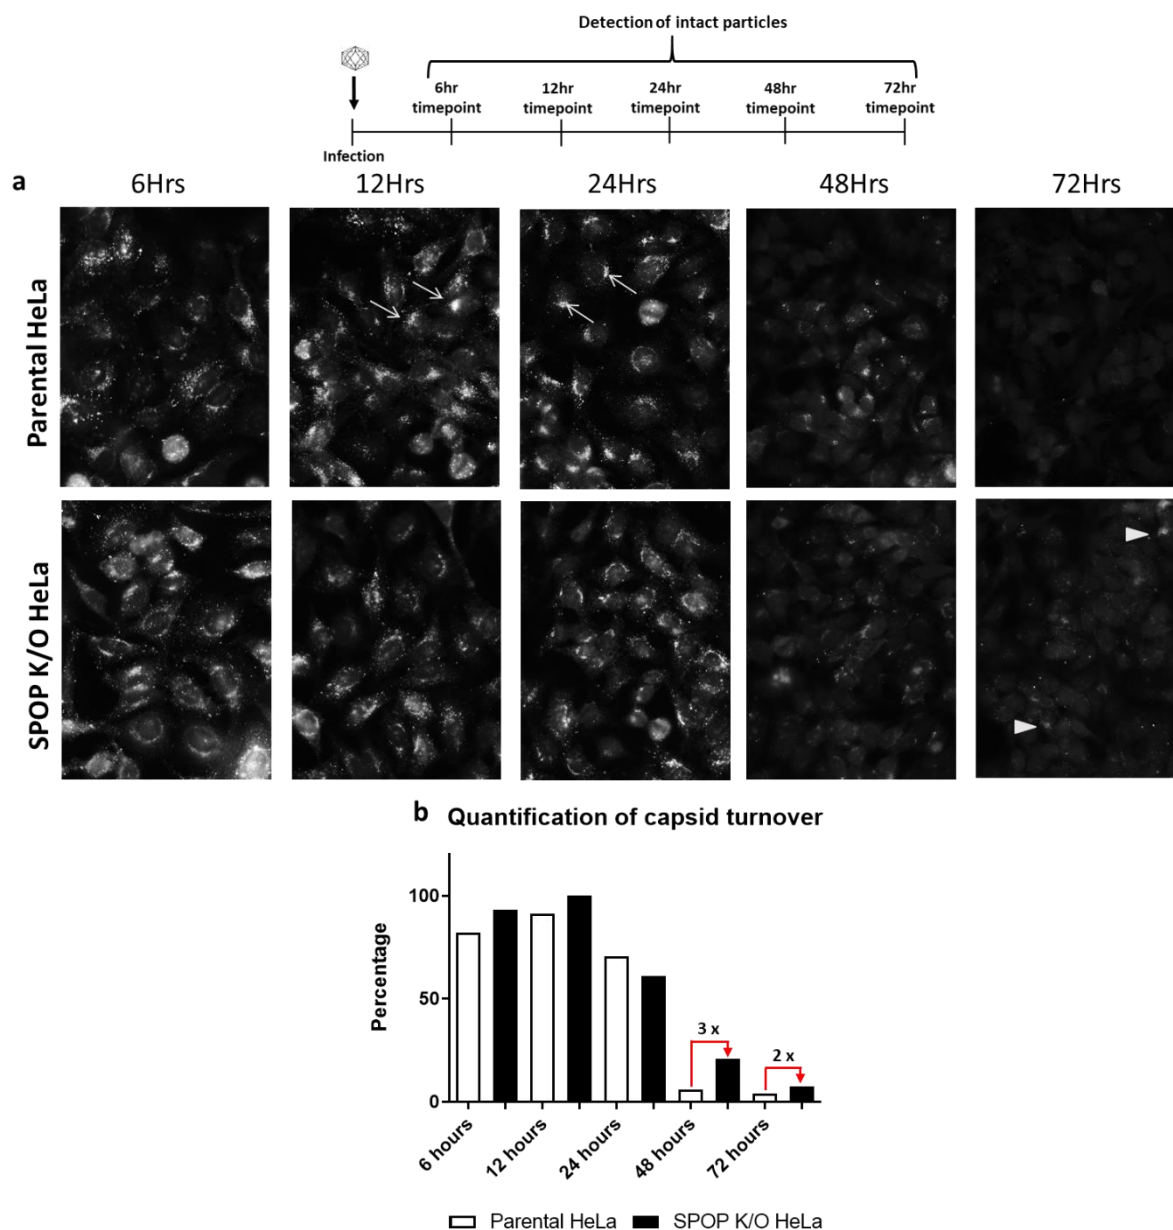 Detection of intact particles
6hr timepoint
12hr timepoint
24hr timepoint
48hr timepoint
72hr timepoint
Infection
a
6Hrs
12Hrs
24Hrs
48Hrs
72Hrs
Parental HeLa
SPOP K/O HeLa
b Quantification of capsid turnover
Percentage
100
50
0
3 x
2 x
6 hours
12 hours
24 hours
48 hours
72 hours
Parental HeLa
SPOP K/O HeLa